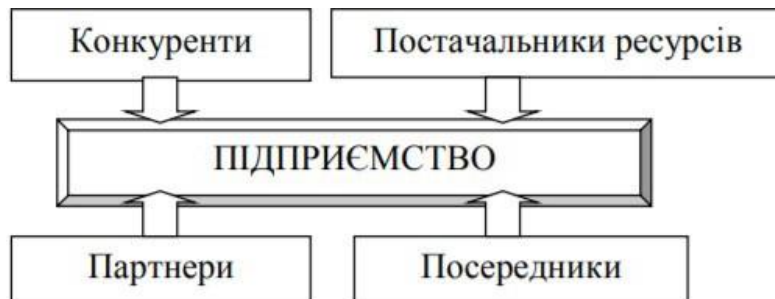 Конкуренти
Постачальники ресурсів
ПІДПРИЄМСТВО
Партнери
Посередники